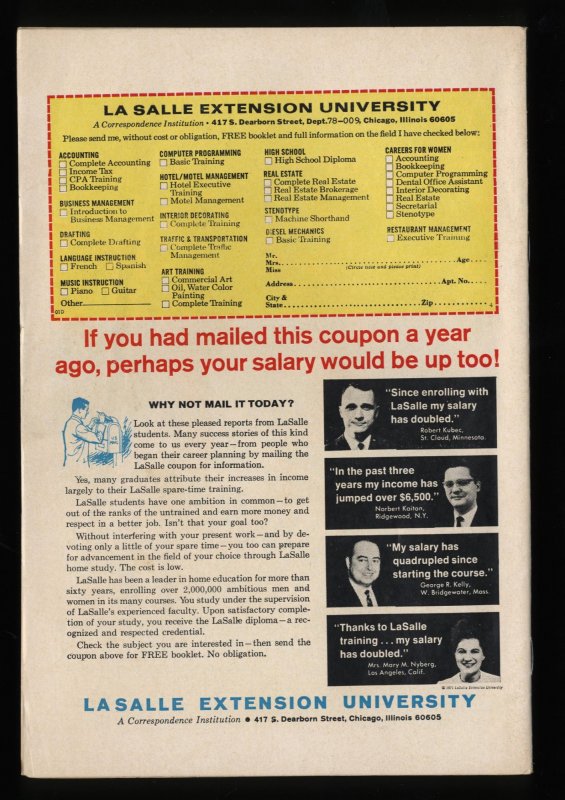 LA SALLE EXTENSION UNIVERSITY
A Correspondence Institution • 417 S. Dearborn Street, Dept. 78-009, Chicago, Illinois 60605
Please send me, without cost or obligation, FREE booklet and full information on the field I have checked below:
ACCOUNTING
Complete Accounting
Income Tax
CPA Training
Bookkeeping
BUSINESS MANAGEMENT
Introduction to
Business Management
DRAFTING
Complete Drafting
LANGUAGE INSTRUCTION
French Spanish
MUSIC INSTRUCTION
Piano Guitar
Other
010
COMPUTER PROGRAMMING
Basic Training
HOTEL/MOTEL MANAGEMENT
Hotel Executive
Training
Motel Management
INTERIOR DECORATING
Complete Training
TRAFFIC & TRANSPORTATION
Complete Traffic
Management
ART TRAINING
Commercial Art
Oil, Water Color
Painting
Complete Training
HIGH SCHOOL
High School Diploma
REAL ESTATE
Complete Real Estate
Real Estate Brokerage
Real Estate Management
STENOTYPE
Machine Shorthand
DIESEL MECHANICS
Basic Training
CAREERS FOR WOMEN
Accounting
Bookkeeping
Computer Programming
Dental Office Assistant
Interior Decorating
Real Estate
Secretarial
Stenotype
RESTAURANT MANAGEMENT
Executive Training
Mr.
Mrs. Age
Miss (Circle one and please print)
Address Apt. No.
City &
State Zip
4
If you had mailed this coupon a year
ago, perhaps your salary would be up too!
WHY NOT MAIL IT TODAY?
Look at these pleased reports from LaSalle
students. Many success stories of this kind
come to us every year—from people who
began their career planning by mailing the
LaSalle coupon for information.
Yes, many graduates attribute their increases in income
largely to their LaSalle spare-time training.
LaSalle students have one ambition in common—to get
out of the ranks of the untrained and earn more money and
respect in a better job. Isn't that your goal too?
Without interfering with your present work—and by de-
voting only a little of your spare time—you too can prepare
for advancement in the field of your choice through LaSalle
home study. The cost is low.
LaSalle has been a leader in home education for more than
sixty years, enrolling over 2,000,000 ambitious men and
women in its many courses. You study under the supervision
of LaSalle's experienced faculty. Upon satisfactory comple-
tion of your study, you receive the LaSalle diploma—a rec-
ognized and respected credential.
Check the subject you are interested in—then send the
coupon above for FREE booklet. No obligation.
"Since enrolling with
LaSalle my salary
has doubled."
Robert Kubec,
St. Cloud, Minnesota.
"In the past three
years my income has
jumped over $6,500."
Norbert Kaitan,
Ridgewood, N.Y.
"My salary has
quadrupled since
starting the course."
George R. Kelly,
W. Bridgewater, Mass.
"Thanks to LaSalle
training . . . my salary
has doubled."
Mrs. Mary M. Nyberg,
Los Angeles, Calif.
© 1971 LaSalle Extension University
LASALLE EXTENSION UNIVERSITY
A Correspondence Institution • 417 S. Dearborn Street, Chicago, Illinois 60605